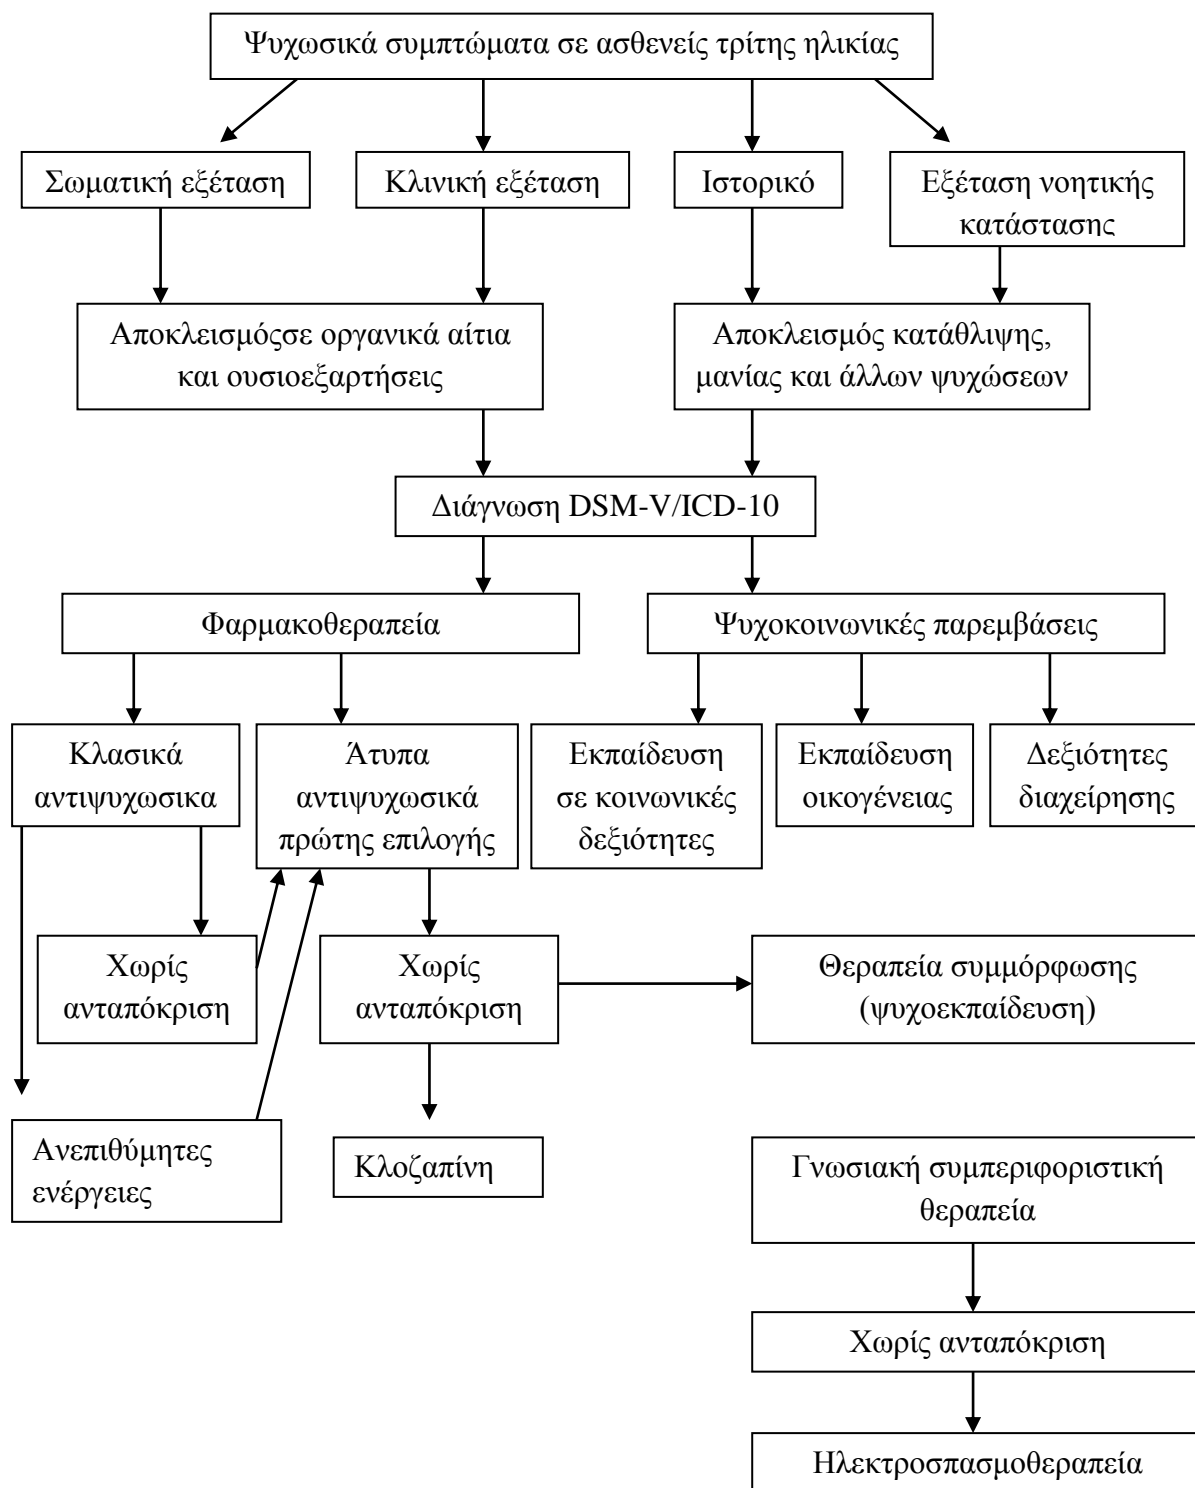 Ψυχωσικά συμπτώματα σε ασθενείς τρίτης ηλικίας
Σωματική εξέταση
Κλινική εξέταση
Ιστορικό
Εξέταση νοητικής
κατάστασης
Αποκλεισμόςσε οργανικά αίτια
και ουσιοεξαρτήσεις
Αποκλεισμός κατάθλιψης,
μανίας και άλλων ψυχώσεων
Διάγνωση DSM-V/ICD-10
Φαρμακοθεραπεία
Ψυχοκοινωνικές παρεμβάσεις
Κλασικά
αντιψυχωσικα
Άτυπα
αντιψυχωσικά
πρώτης επιλογής
Εκπαίδευση
σε κοινωνικές
δεξιότητες
Εκπαίδευση
οικογένειας
Δεξιότητες
διαχείρησης
Χωρίς
ανταπόκριση
Χωρίς
ανταπόκριση
Θεραπεία συμμόρφωσης
(ψυχοεκπαίδευση)
Ανεπιθύμητες
ενέργειες
Κλοζαπίνη
Γνωσιακή συμπεριφοριστική
θεραπεία
Χωρίς ανταπόκριση
Ηλεκτροσπασμοθεραπεία